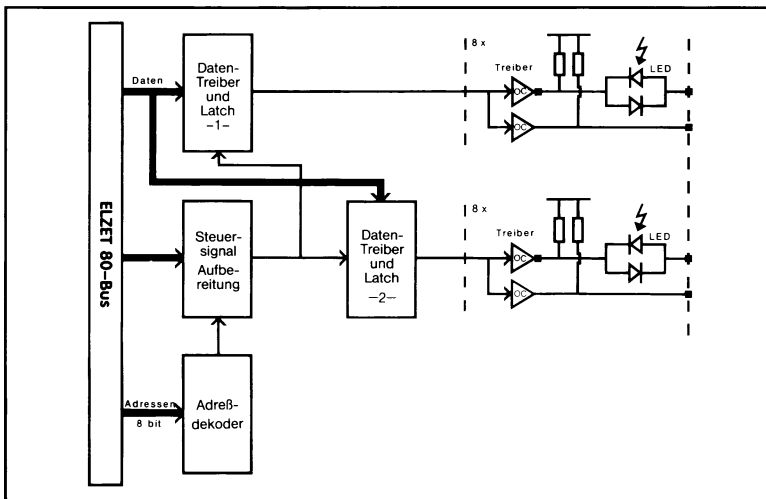 ELZET 80-Bus
Daten
Daten-
Treiber
und
Latch
-1-
8 x
Treiber
LED
OC
OC
Steuer-
signal
Aufbe-
reitung
Daten-
Treiber
und
Latch
-2-
8 x
Treiber
LED
OC
OC
Adressen
8 bit
Adreß-
dekoder